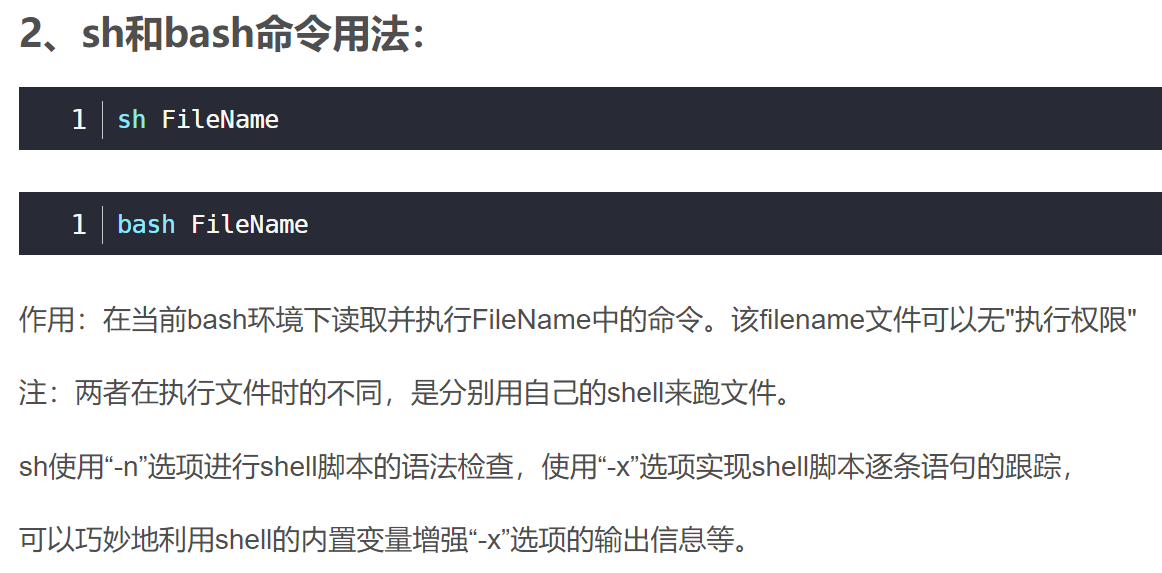 2、sh和bash命令用法：
1 sh FileName
1 bash FileName
作用：在当前bash环境下读取并执行FileName中的命令。该filename文件可以无"执行权限"
注：两者在执行文件时的不同，是分别用自己的shell来跑文件。
sh使用“-n”选项进行shell脚本的语法检查，使用“-x”选项实现shell脚本逐条语句的跟踪，
可以巧妙地利用shell的内置变量增强“-x”选项的输出信息等。